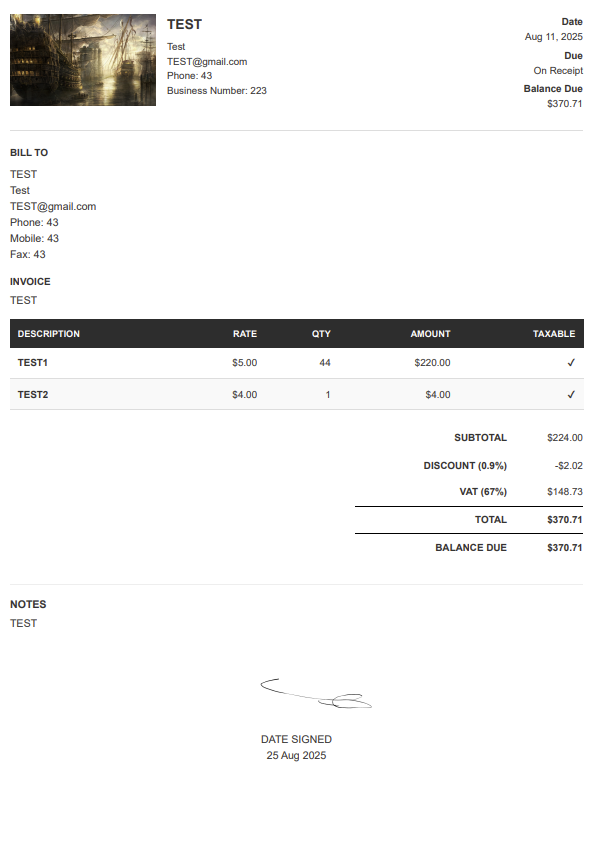 TEST
Test
TEST@gmail.com
Phone: 43
Business Number: 223
Date
Aug 11, 2025
Due
On Receipt
Balance Due
$370.71
BILL TO
TEST
Test
TEST@gmail.com
Phone: 43
Mobile: 43
Fax: 43
INVOICE
TEST
DESCRIPTION RATE QTY AMOUNT TAXABLE
TEST1 $5.00 44 $220.00 ✓
TEST2 $4.00 1 $4.00 ✓
SUBTOTAL $224.00
DISCOUNT (0.9%) -$2.02
VAT (67%) $148.73
TOTAL $370.71
BALANCE DUE $370.71
NOTES
TEST
DATE SIGNED
25 Aug 2025